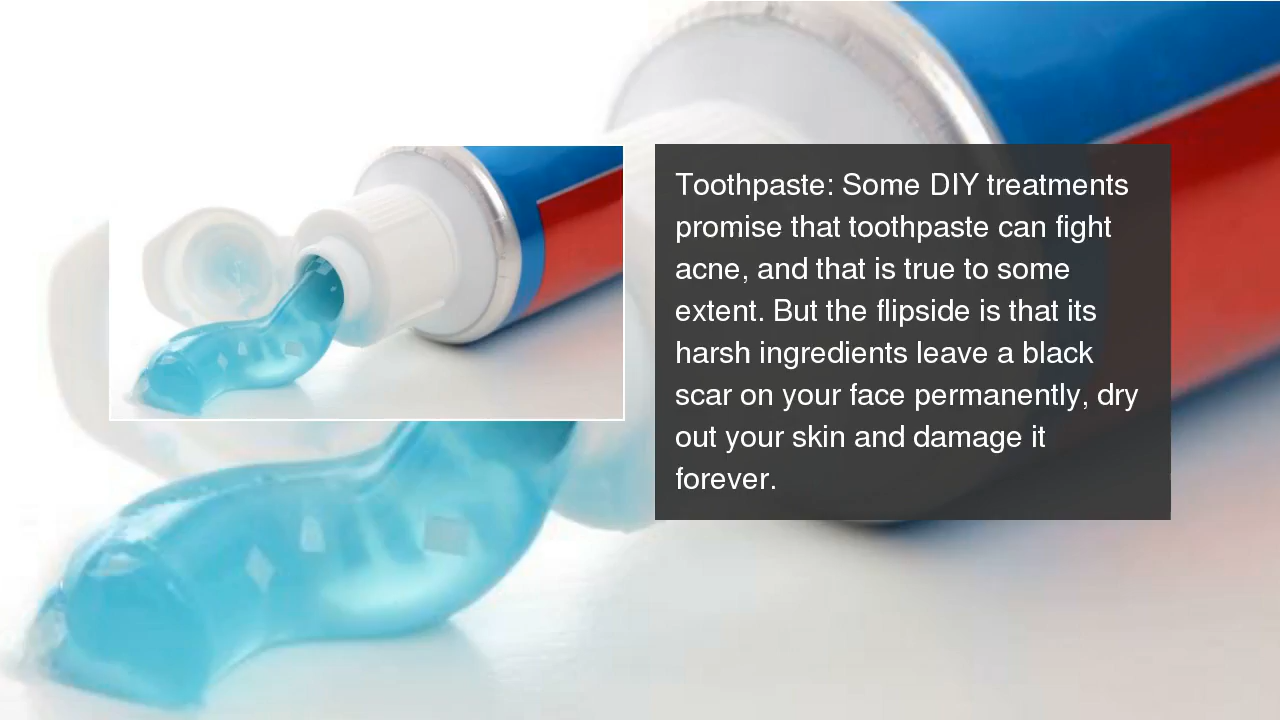 Toothpaste: Some DIY treatments
promise that toothpaste can fight
acne, and that is true to some
extent. But the flipside is that its
harsh ingredients leave a black
scar on your face permanently, dry
out your skin and damage it
forever.